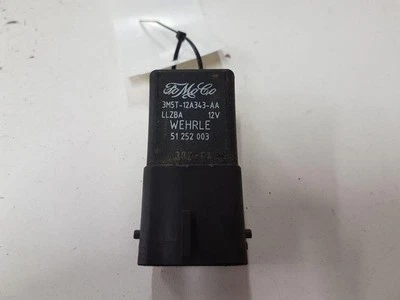 FoMoCo
3M5T-12A343-AA
LLZBA 12V
WEHRLE
51 252 003